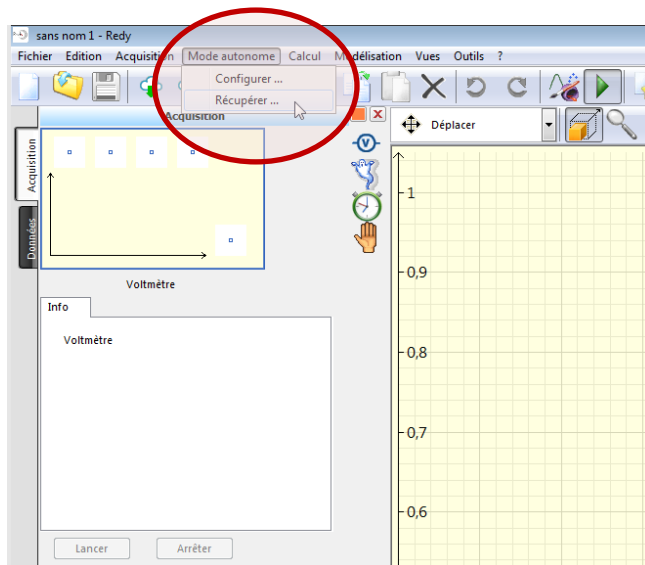 sans nom 1 - Redy
Fichier Edition Acquisition Mode autonome Calcul Modélisation Vues Outils ?
Configurer ...
Récupérer ...
Acquisition
Déplacer
Acquisition
Données
V
Voltmètre
Info
Voltmètre
Lancer Arrêter
1
0,9
0,8
0,7
0,6